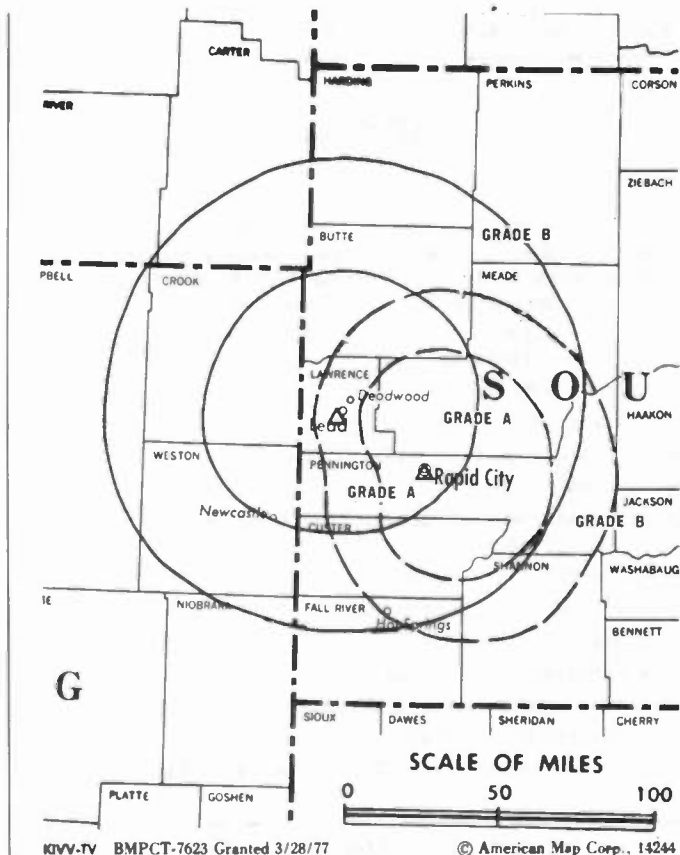 CARTER
HARDING
PERKINS
CORSON
RIVER
ZIEBACH
BUTTE
GRADE B
PBELL
CROOK
MEADE
LAWRENCE
S O U
Deodwood
HAAKON
Lead
GRADE A
WESTON
PENNINGTON
Rapid City
GRADE A
JACKSON
Newcastle
CUSTER
GRADE B
SHANNON
WASHABAUG
IE
NIOBRARA
FALL RIVER
Hot Springs
BENNETT
G
SIOUX
DAWES
SHERIDAN
CHERRY
SCALE OF MILES
PLATTE
GOSHEN
0 50 100
KIVV-TV BMPCT-7623 Granted 3/28/77 © American Map Corp., 14244